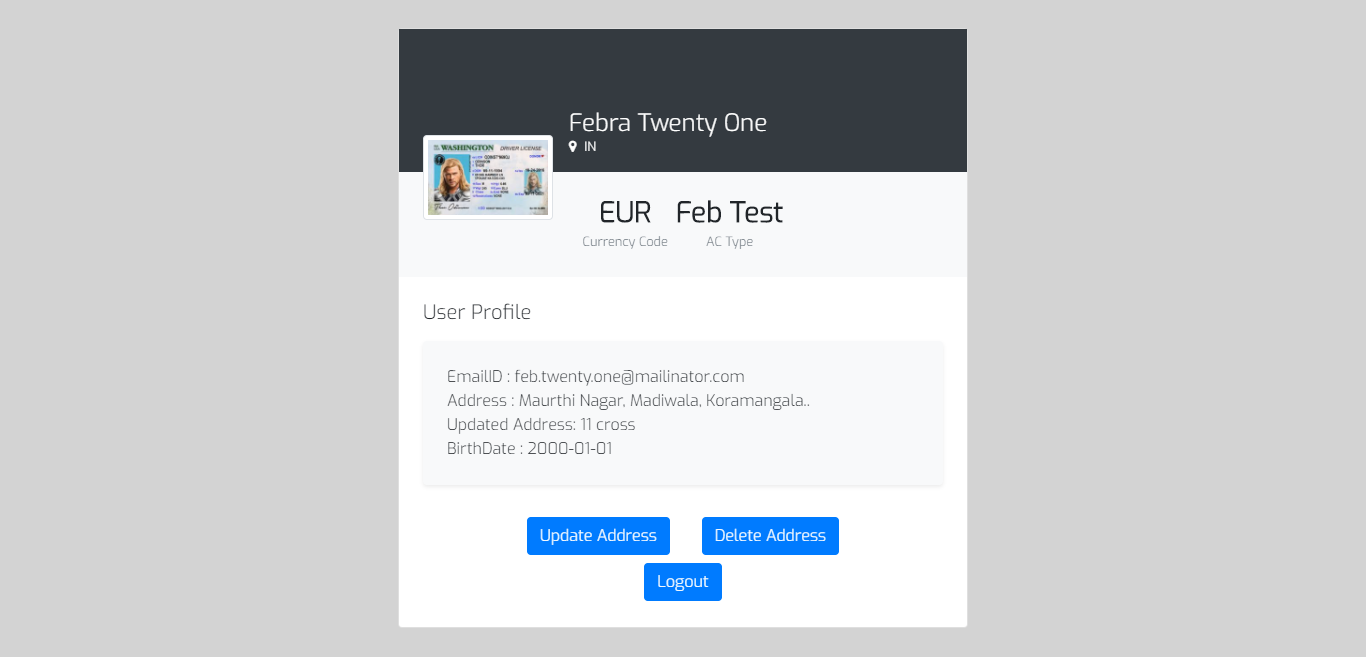 Febra Twenty One
IN
WASHINGTON DRIVER LICENSE
EUR Feb Test
Currency Code AC Type
User Profile
EmailID : feb.twenty.one@mailinator.com
Address : Maurthi Nagar, Madiwala, Koramangala..
Updated Address: 11 cross
BirthDate : 2000-01-01
Update Address Delete Address
Logout